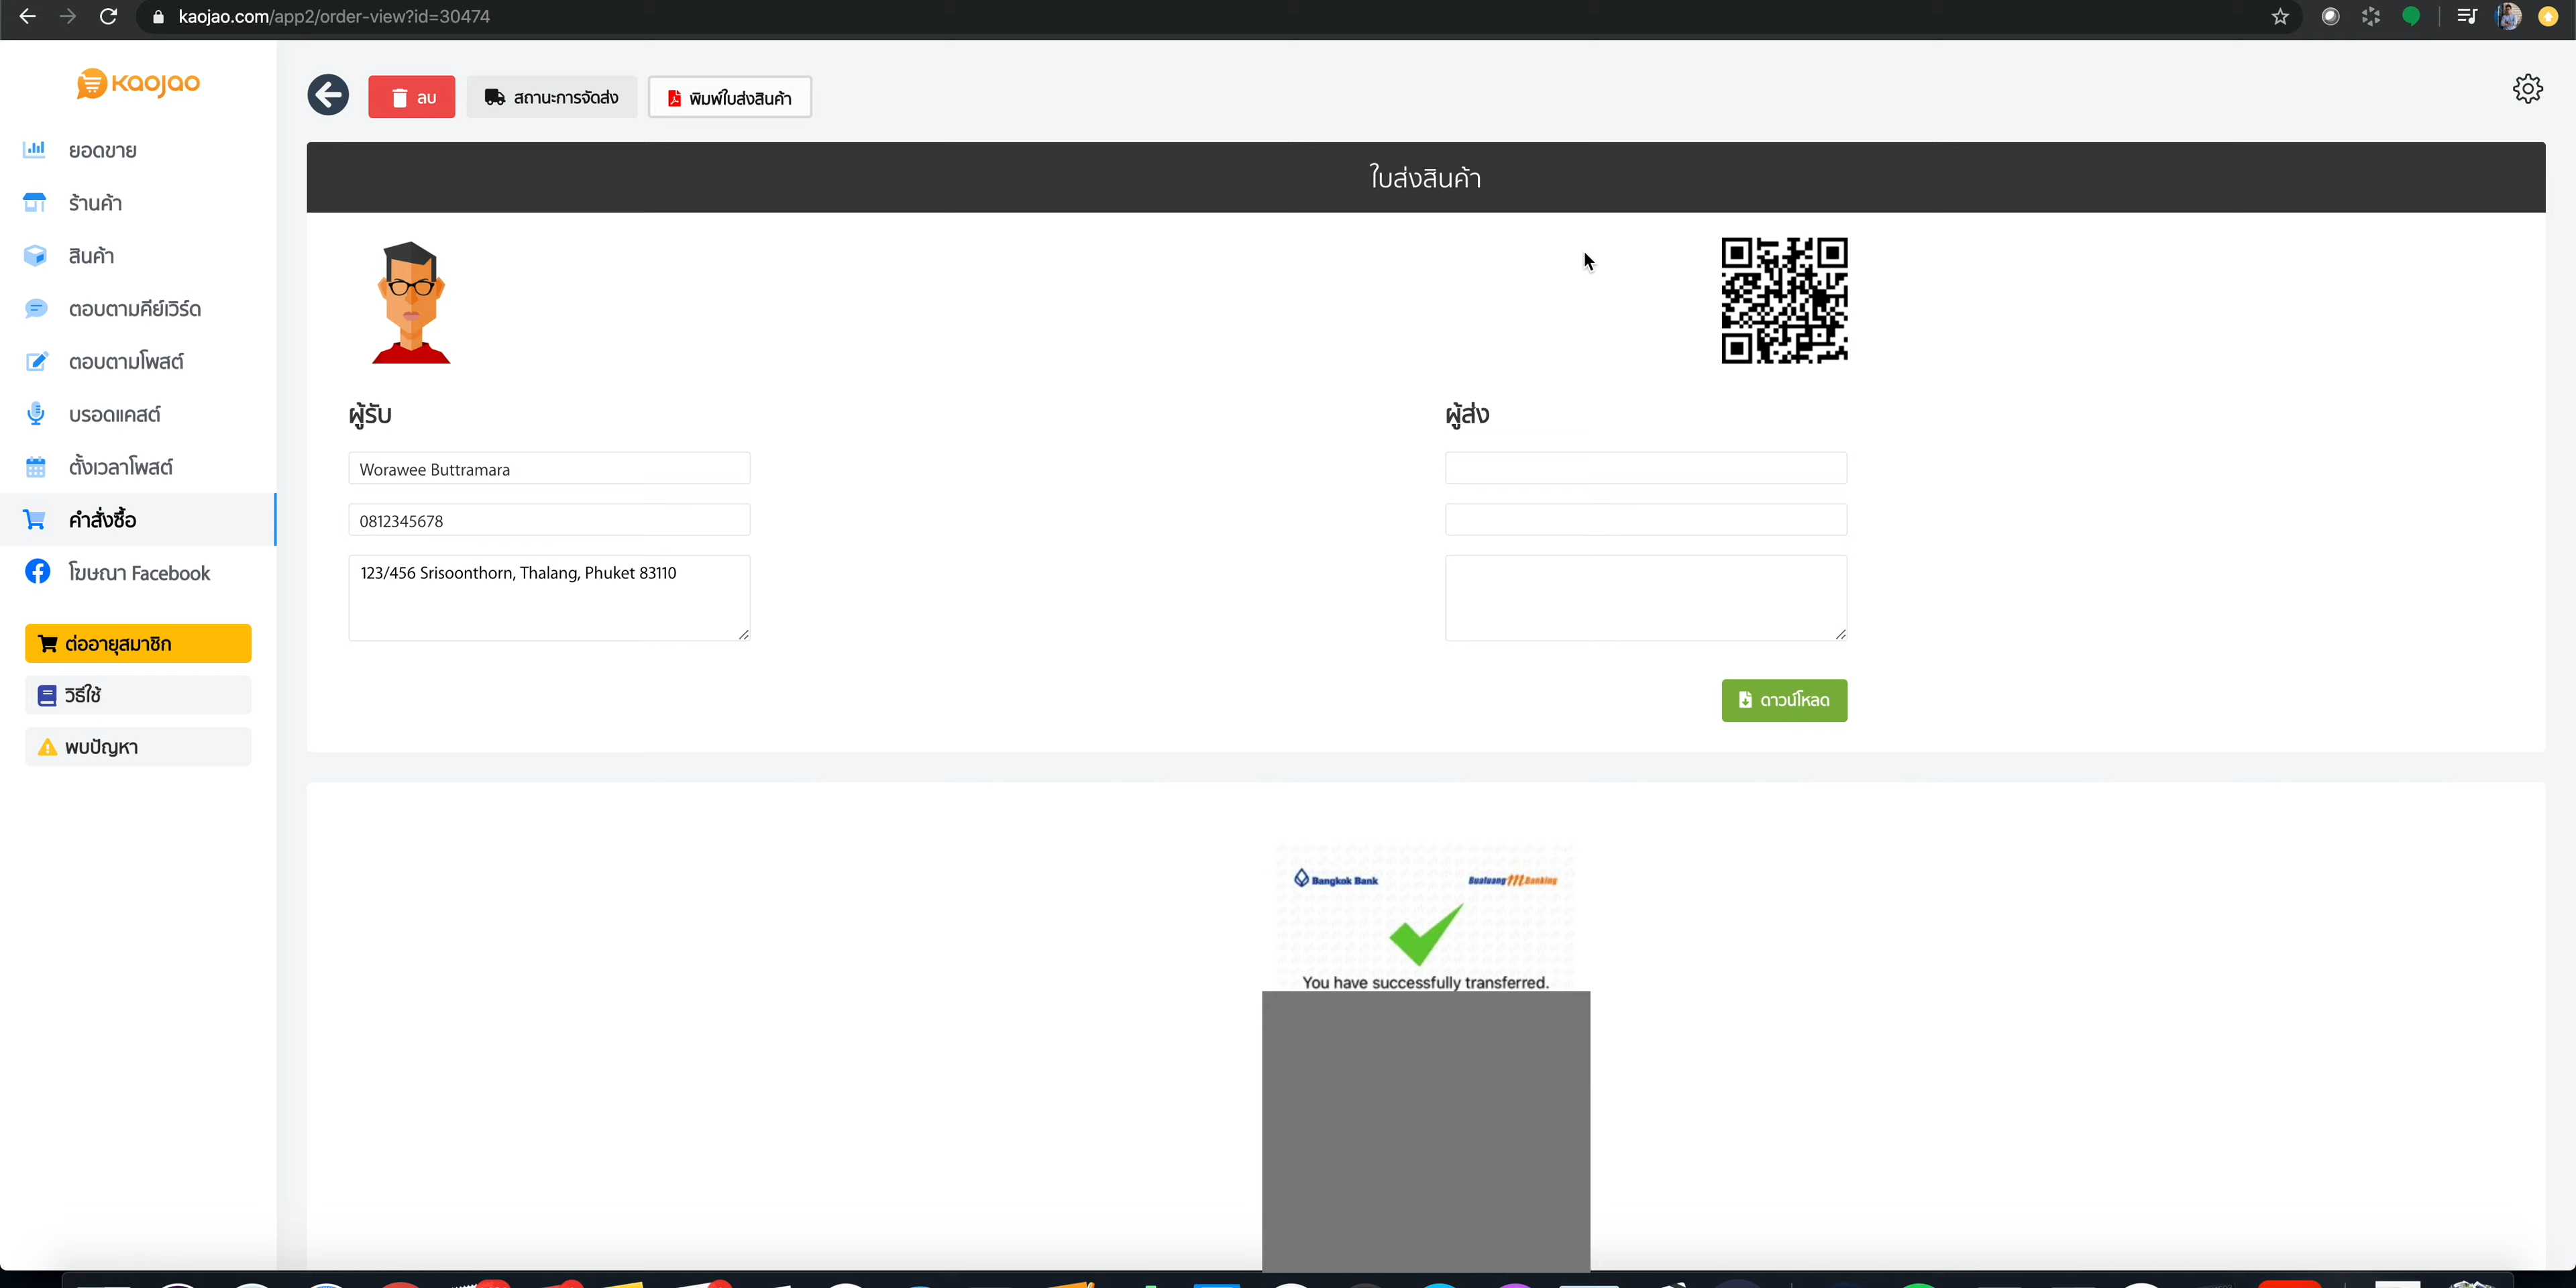 kaojao.com/app2/order-view?id=30474
KAOJAO
ลบ
สถานะการจัดส่ง
พิมพ์ใบส่งสินค้า
ยอดขาย
ร้านค้า
สินค้า
ตอบตามคีย์เวิร์ด
ตอบตามโพสต์
บรอดแคสต์
ตั้งเวลาโพสต์
คำสั่งซื้อ
โฆษณา Facebook
ต่ออายุสมาชิก
วิธีใช้
พบปัญหา
ใบส่งสินค้า
ผู้รับ
Worawee Buttramara
0812345678
123/456 Srisoonthorn, Thalang, Phuket 83110
ผู้ส่ง
ดาวน์โหลด
Bangkok Bank
Bualuang mBanking
You have successfully transferred.